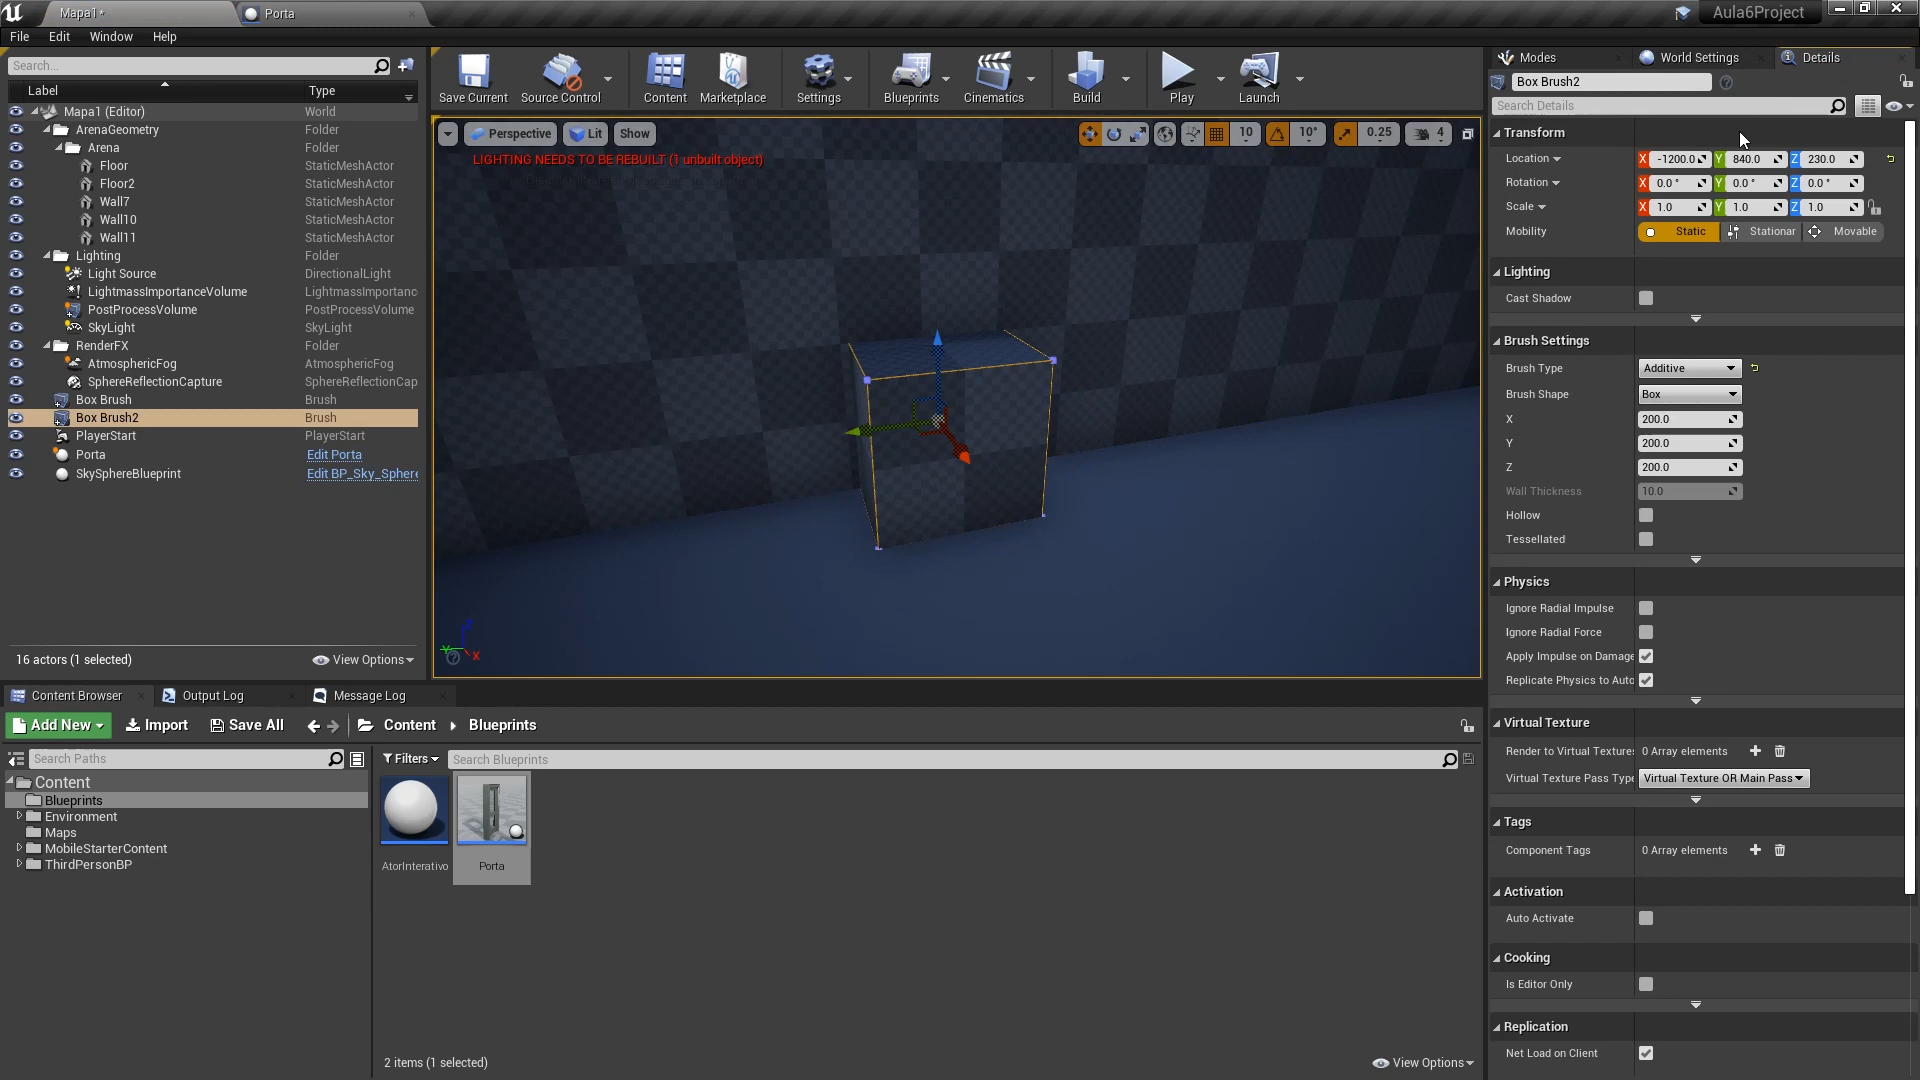 Mapa1*
Porta
Aula6Project
File Edit Window Help
Search...
Label Type
Mapa1 (Editor) World
ArenaGeometry Folder
Arena Folder
Floor StaticMeshActor
Floor2 StaticMeshActor
Wall7 StaticMeshActor
Wall10 StaticMeshActor
Wall11 StaticMeshActor
Lighting Folder
Light Source DirectionalLight
LightmassImportanceVolume LightmassImportanc
PostProcessVolume PostProcessVolume
SkyLight SkyLight
RenderFX Folder
AtmosphericFog AtmosphericFog
SphereReflectionCapture SphereReflectionCap
Box Brush Brush
Box Brush2 Brush
PlayerStart PlayerStart
Porta Edit Porta
SkySphereBlueprint Edit BP_Sky_Sphere
16 actors (1 selected) View Options
Save Current Source Control Content Marketplace Settings Blueprints Cinematics Build Play Launch
Perspective Lit Show 10 10° 0.25 4
LIGHTING NEEDS TO BE REBUILT (1 unbuilt object)
Z
Y X
Modes World Settings Details
Box Brush2
Search Details
Transform
Location X -1200.0 Y 840.0 Z 230.0
Rotation X 0.0 ° Y 0.0 ° Z 0.0 °
Scale X 1.0 Y 1.0 Z 1.0
Mobility Static Stationar Movable
Lighting
Cast Shadow
Brush Settings
Brush Type Additive
Brush Shape Box
X 200.0
Y 200.0
Z 200.0
Wall Thickness 10.0
Hollow
Tessellated
Physics
Ignore Radial Impulse
Ignore Radial Force
Apply Impulse on Damage
Replicate Physics to Auto
Virtual Texture
Render to Virtual Textures 0 Array elements
Virtual Texture Pass Type Virtual Texture OR Main Pass
Tags
Component Tags 0 Array elements
Activation
Auto Activate
Cooking
Is Editor Only
Replication
Net Load on Client
Content Browser Output Log Message Log
Add New Import Save All Content Blueprints
Search Paths
Filters Search Blueprints
Content
Blueprints
Environment
Maps
MobileStarterContent
ThirdPersonBP
AtorInterativo Porta
2 items (1 selected) View Options